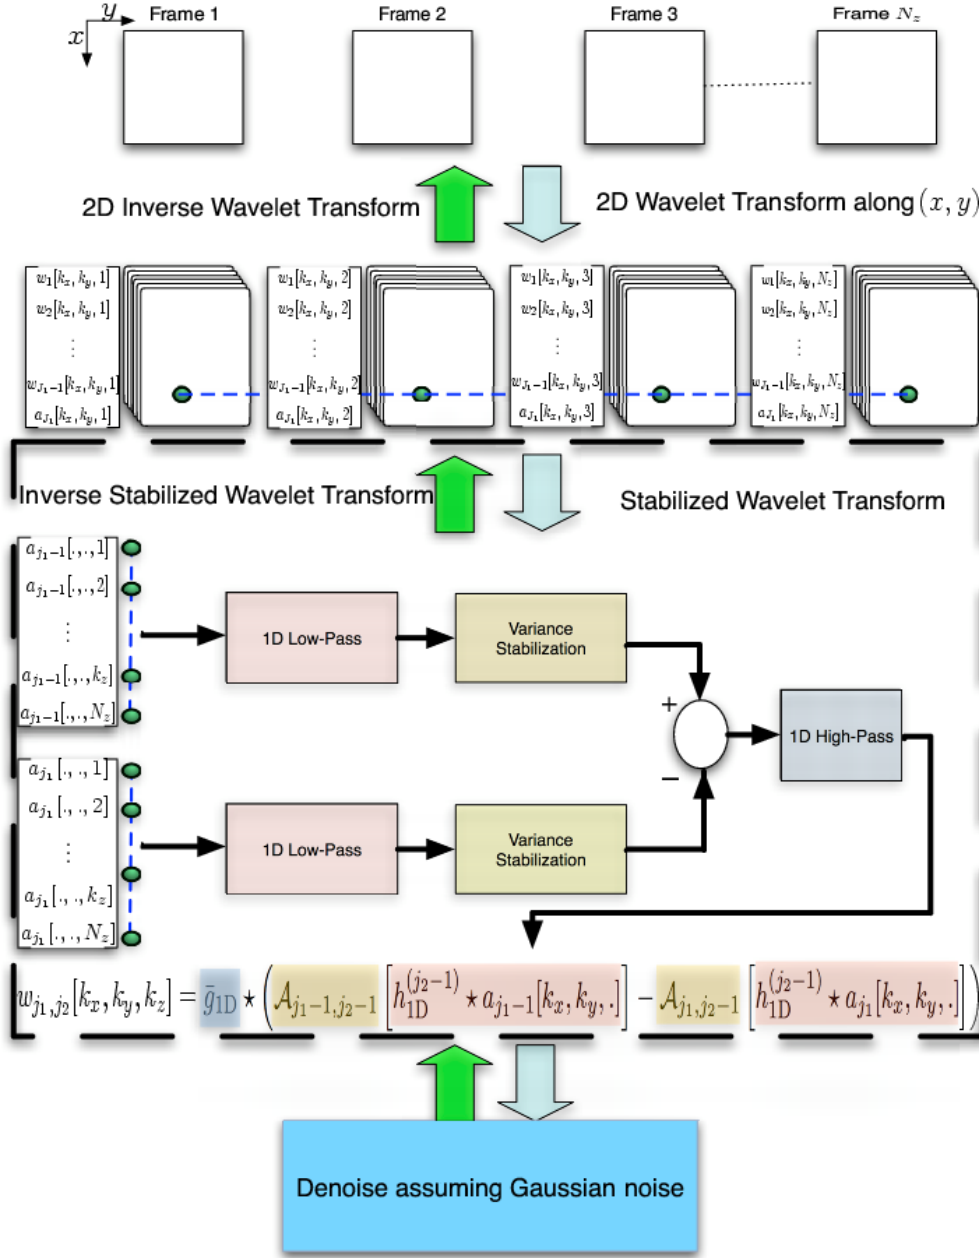 Frame 1 Frame 2 Frame 3 Frame N_z
y
x
2D Inverse Wavelet Transform
2D Wavelet Transform along (x, y)
w_1[k_x, k_y, 1]
w_2[k_x, k_y, 1]
⋮
w_{J_1-1}[k_x, k_y, 1]
a_{J_1}[k_x, k_y, 1]
w_1[k_x, k_y, 2]
w_2[k_x, k_y, 2]
⋮
w_{J_1-1}[k_x, k_y, 2]
a_{J_1}[k_x, k_y, 2]
w_1[k_x, k_y, 3]
w_2[k_x, k_y, 3]
⋮
w_{J_1-1}[k_x, k_y, 3]
a_{J_1}[k_x, k_y, 3]
w_1[k_x, k_y, N_z]
w_2[k_x, k_y, N_z]
⋮
w_{J_1-1}[k_x, k_y, N_z]
a_{J_1}[k_x, k_y, N_z]
Inverse Stabilized Wavelet Transform
Stabilized Wavelet Transform
a_{j_1-1}[., ., 1]
a_{j_1-1}[., ., 2]
⋮
a_{j_1-1}[., ., k_z]
a_{j_1-1}[., ., N_z]
1D Low-Pass
Variance
Stabilization
+
−
1D High-Pass
a_{j_1}[., ., 1]
a_{j_1}[., ., 2]
⋮
a_{j_1}[., ., k_z]
a_{j_1}[., ., N_z]
1D Low-Pass
Variance
Stabilization
w_{j_1,j_2}[k_x, k_y, k_z] = \bar{g}_{1D} ⋆ (𝒜_{j_1-1,j_2-1} [h_{1D}^{(j_2-1)} ⋆ a_{j_1-1}[k_x, k_y, .]] − 𝒜_{j_1,j_2-1} [h_{1D}^{(j_2-1)} ⋆ a_{j_1}[k_x, k_y, .]])
Denoise assuming Gaussian noise